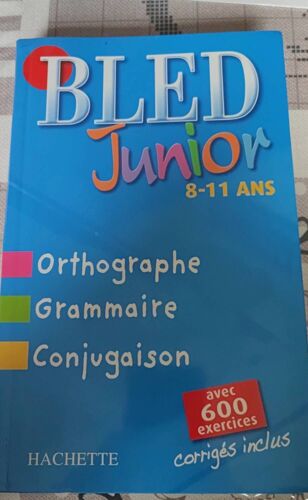 BLED
Junior
8-11 ANS
Orthographe
Grammaire
Conjugaison
avec
600
exercices
corrigés inclus
HACHETTE